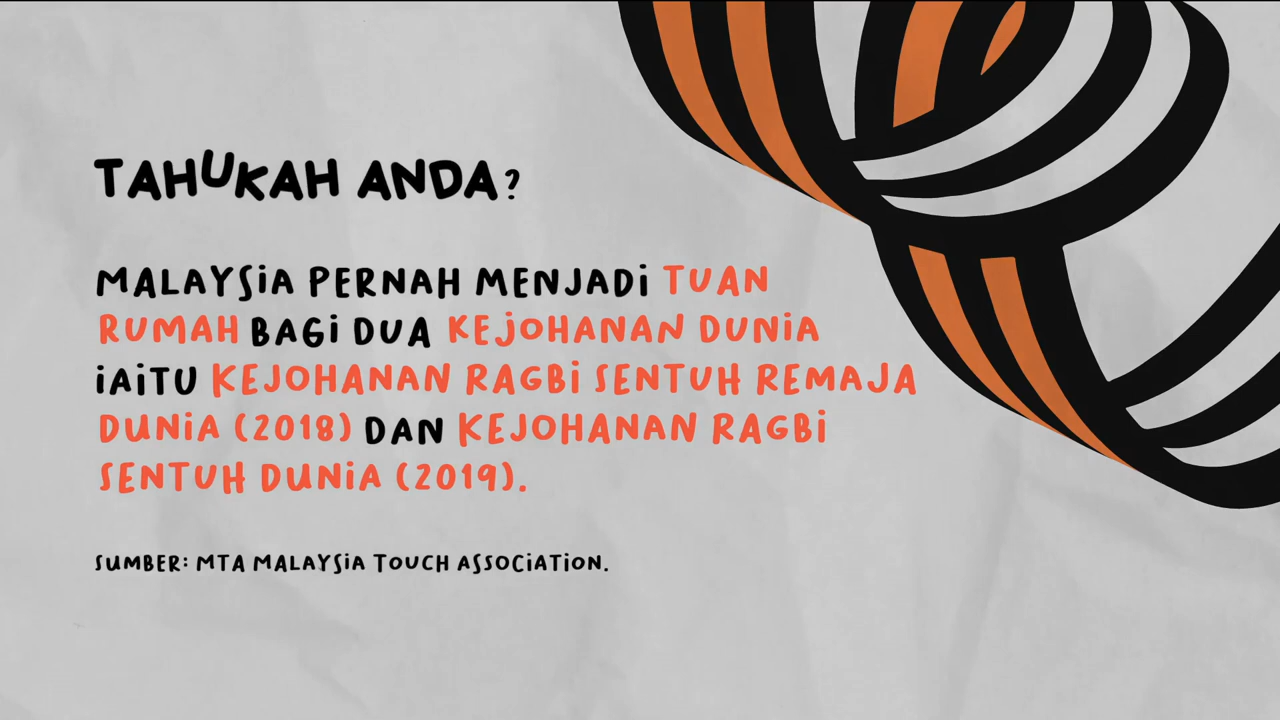 TAHUKAH ANDA?
MALAYSiA PERNAH MENJADi TUAN
RUMAH BAGi DUA KEJOHANAN DUNiA
iAiTU KEJOHANAN RAGBi SENTUH REMAJA
DUNiA (2018) DAN KEJOHANAN RAGBi
SENTUH DUNiA (2019).
SUMBER: MTA MALAYSiA TOUCH ASSOCiATiON.